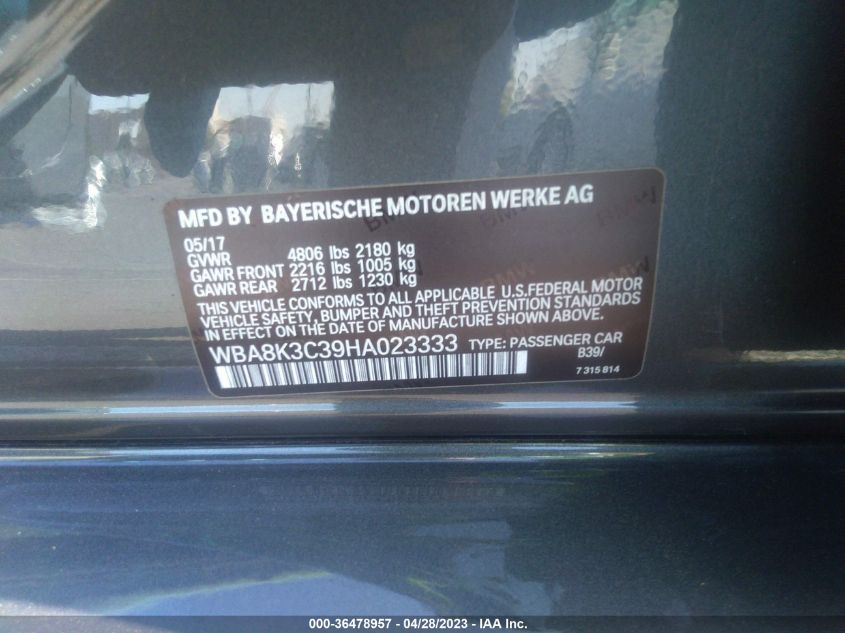 MFD BY BAYERISCHE MOTOREN WERKE AG
05/17
GVWR 4806 lbs 2180 kg
GAWR FRONT 2216 lbs 1005 kg
GAWR REAR 2712 lbs 1230 kg
THIS VEHICLE CONFORMS TO ALL APPLICABLE U.S.FEDERAL MOTOR
VEHICLE SAFETY, BUMPER AND THEFT PREVENTION STANDARDS
IN EFFECT ON THE DATE OF MANUFACTURE SHOWN ABOVE.
WBA8K3C39HA023333 TYPE: PASSENGER CAR
B39/
7 315 814
000-36478957 - 04/28/2023 - IAA Inc.